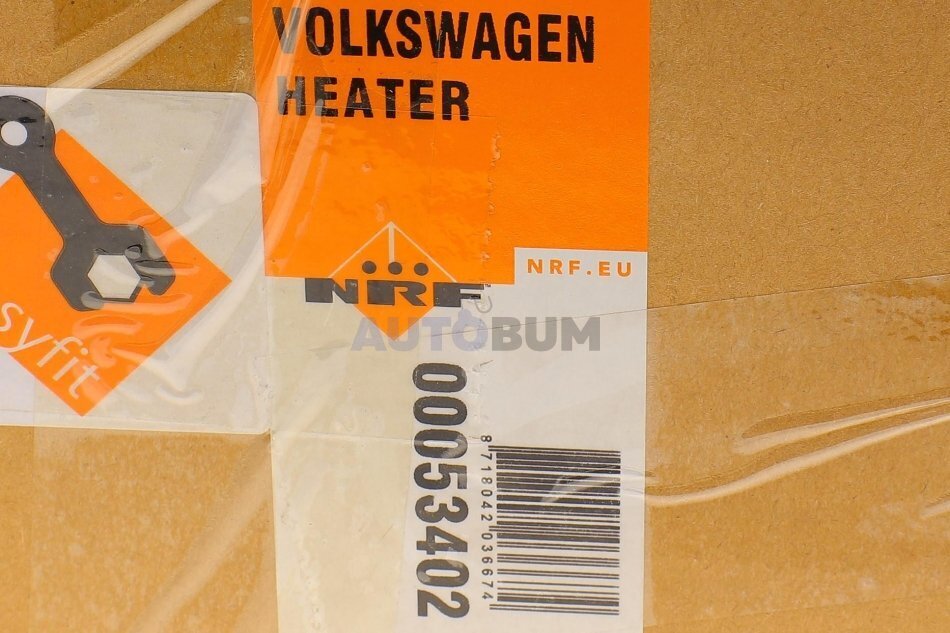 VOLKSWAGEN
HEATER
NRF.EU
NRF
AUTOBUM
syfit
00053402
8 718042 036674